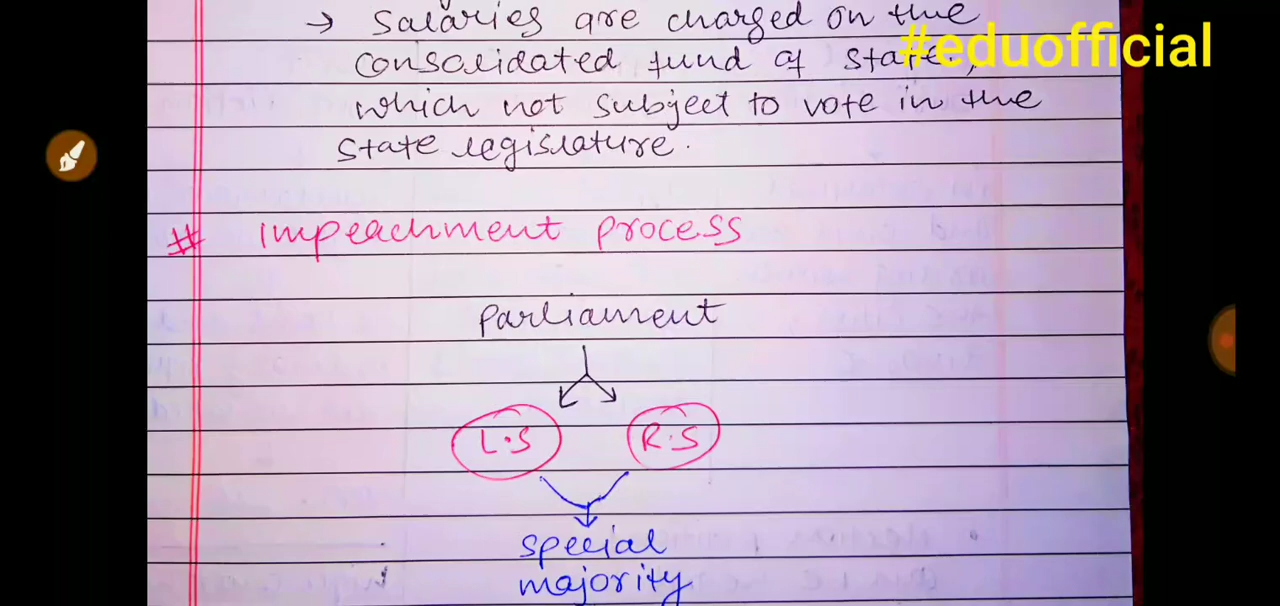 → Salaries are charged on the
#eduofficial
consolidated fund of state,
which not subject to vote in the
state legislature.
# impeachment process
Parliament
L.S R.S
special
majority